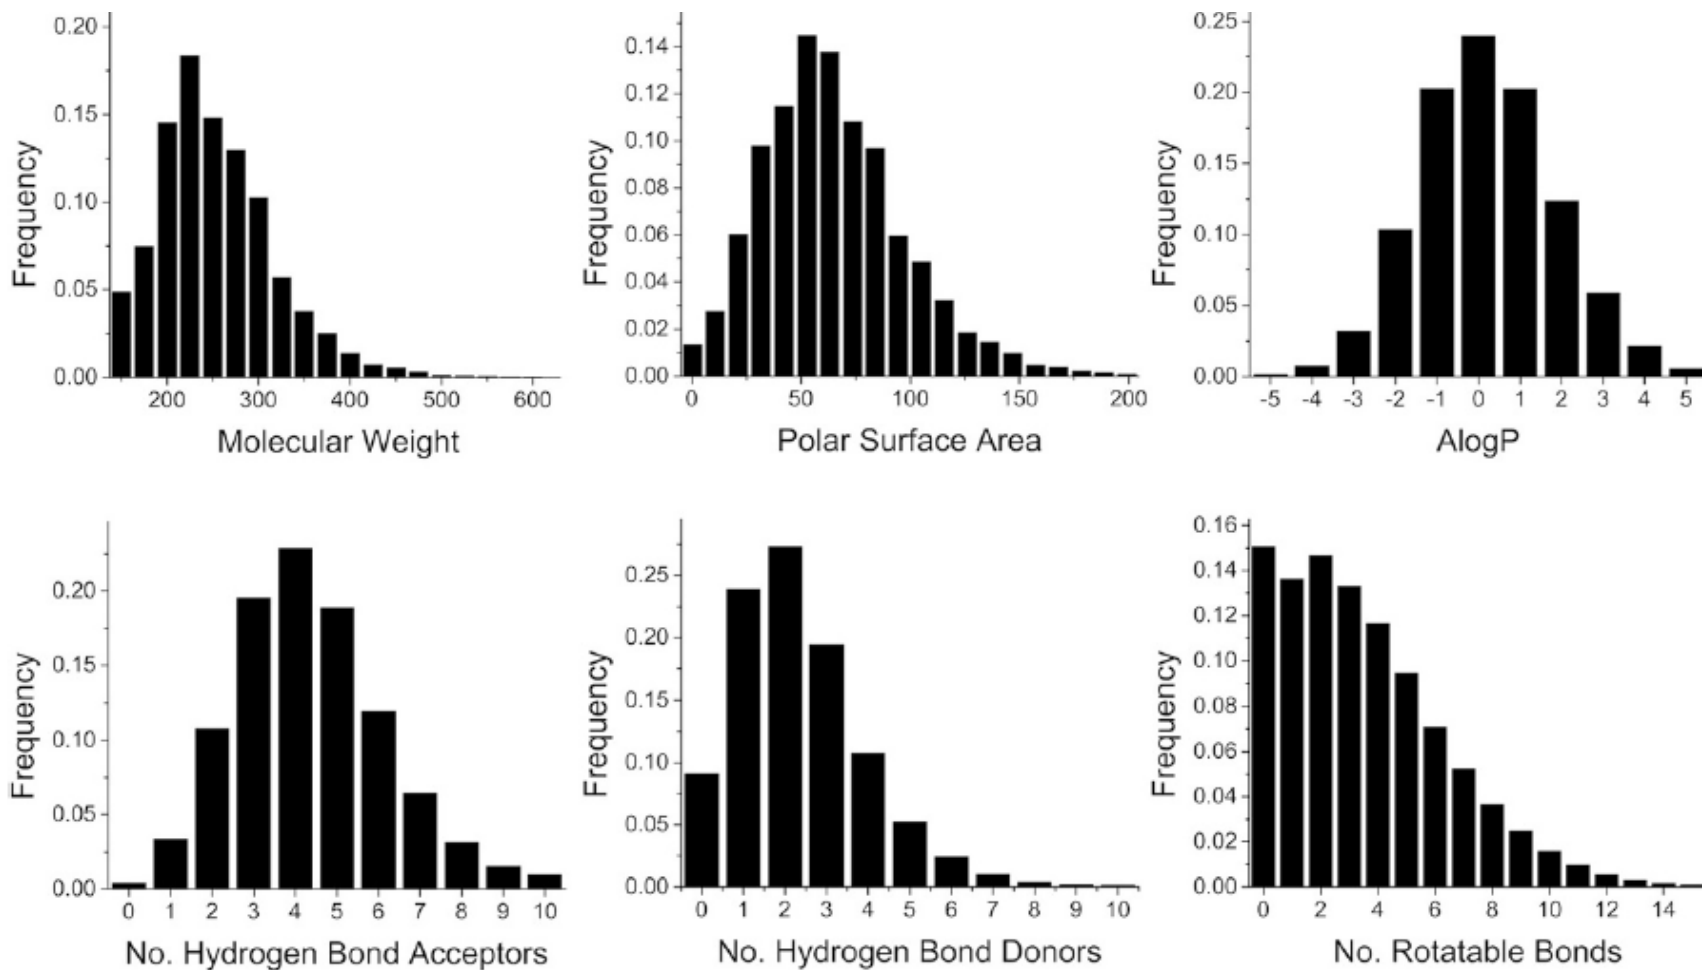 0.20
0.15
0.10
0.05
0.00
Frequency
200 300 400 500 600
Molecular Weight
0.14
0.12
0.10
0.08
0.06
0.04
0.02
0.00
Frequency
0 50 100 150 200
Polar Surface Area
0.25
0.20
0.15
0.10
0.05
0.00
Frequency
-5 -4 -3 -2 -1 0 1 2 3 4 5
AlogP
0.20
0.15
0.10
0.05
0.00
Frequency
0 1 2 3 4 5 6 7 8 9 10
No. Hydrogen Bond Acceptors
0.25
0.20
0.15
0.10
0.05
0.00
Frequency
0 1 2 3 4 5 6 7 8 9 10
No. Hydrogen Bond Donors
0.16
0.14
0.12
0.10
0.08
0.06
0.04
0.02
0.00
Frequency
0 2 4 6 8 10 12 14
No. Rotatable Bonds